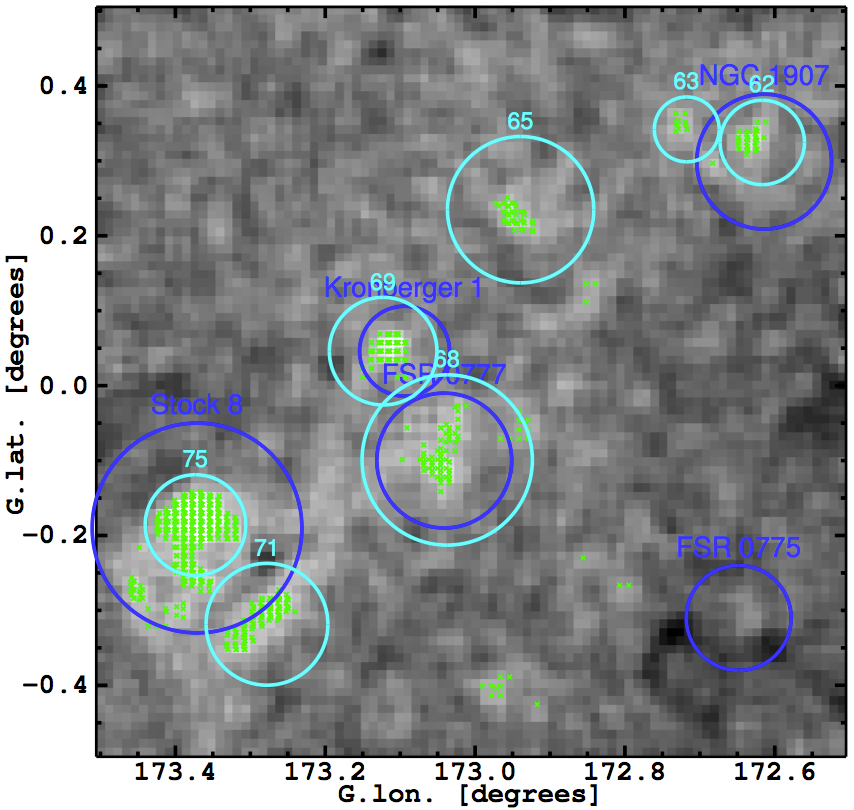 0.4
0.2
0.0
−0.2
−0.4
G.lat. [degrees]
63
NGC 1907
62
65
69
Kronberger 1
68
FSR 0777
Stock 8
75
71
FSR 0775
173.4
173.2
173.0
172.8
172.6
G.lon. [degrees]